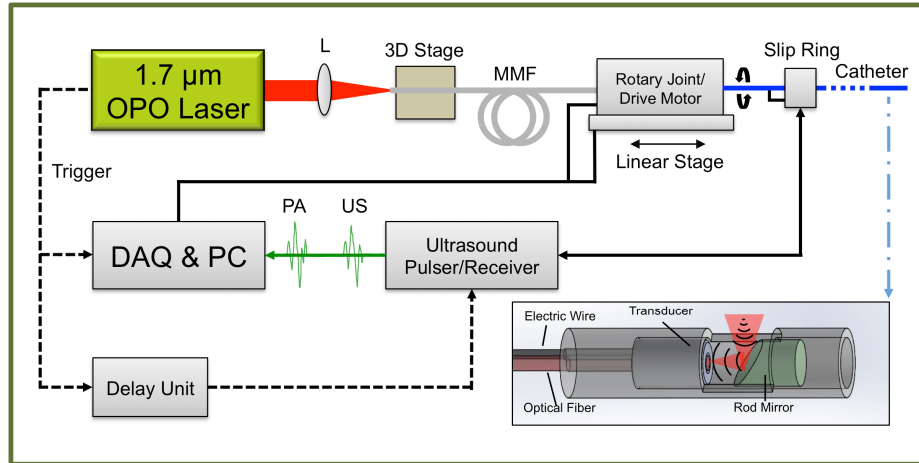 1.7 µm
OPO Laser
L
3D Stage
MMF
Rotary Joint/
Drive Motor
Slip Ring
Catheter
Linear Stage
Trigger
DAQ & PC
PA
US
Ultrasound
Pulser/Receiver
Delay Unit
Electric Wire
Transducer
Optical Fiber
Rod Mirror